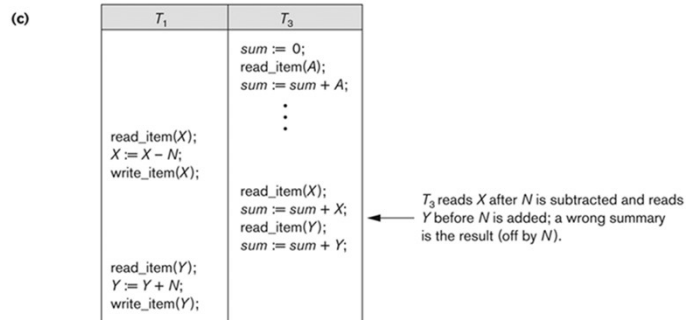 (c)
T1 T3
sum := 0;
read_item(A);
sum := sum + A;
read_item(X);
X := X – N;
write_item(X);
read_item(X);
sum := sum + X;
read_item(Y);
sum := sum + Y;
T3 reads X after N is subtracted and reads
Y before N is added; a wrong summary
is the result (off by N).
read_item(Y);
Y := Y + N;
write_item(Y);